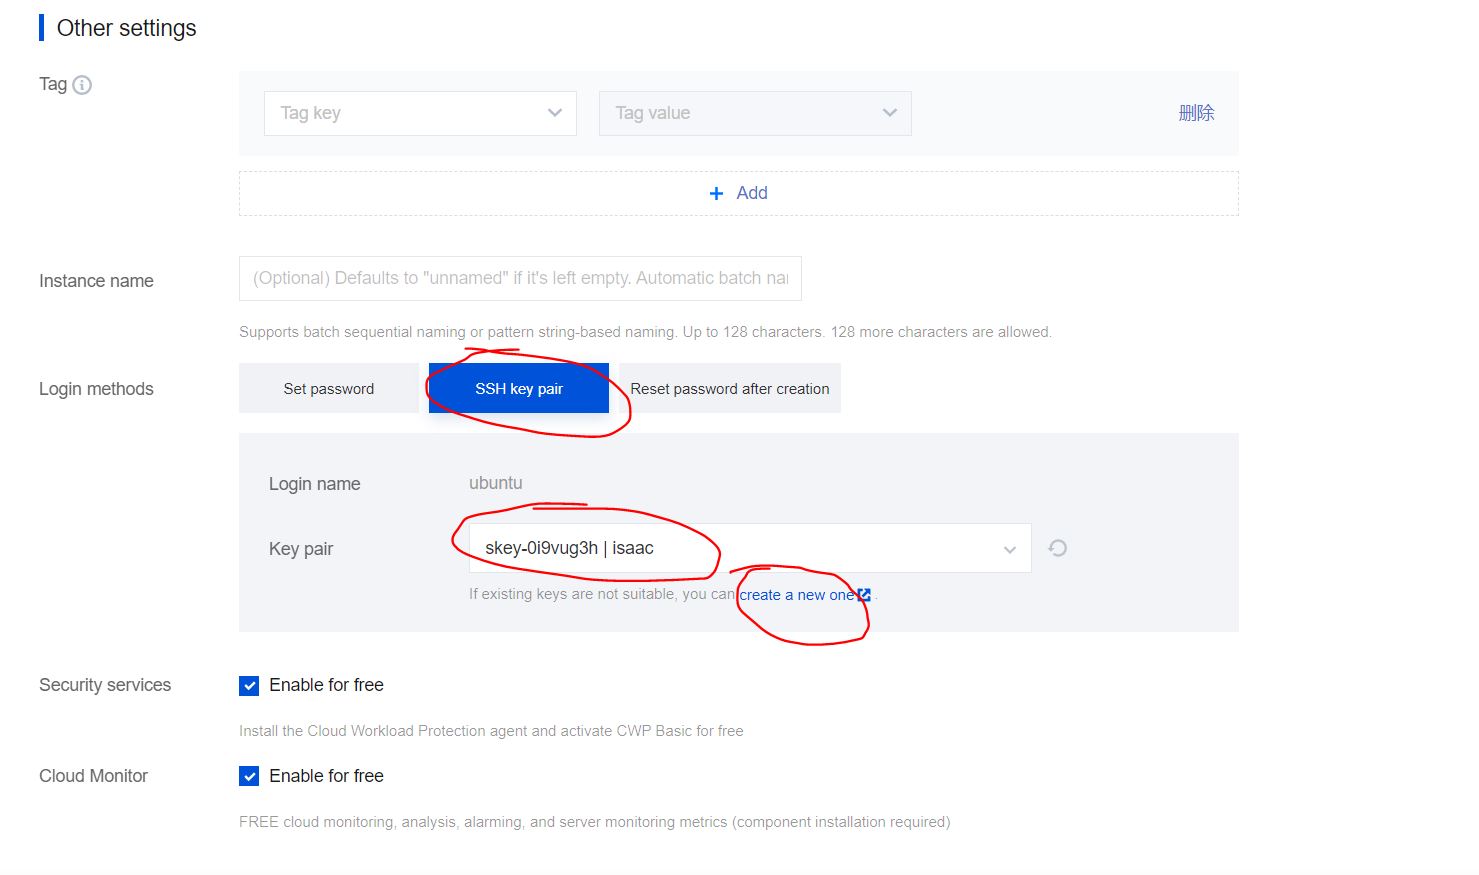 Other settings
Tag
Tag key
Tag value
删除
+ Add
Instance name
(Optional) Defaults to "unnamed" if it's left empty. Automatic batch nai
Supports batch sequential naming or pattern string-based naming. Up to 128 characters. 128 more characters are allowed.
Login methods
Set password
SSH key pair
Reset password after creation
Login name
ubuntu
Key pair
skey-0i9vug3h | isaac
If existing keys are not suitable, you can create a new one.
Security services
Enable for free
Install the Cloud Workload Protection agent and activate CWP Basic for free
Cloud Monitor
Enable for free
FREE cloud monitoring, analysis, alarming, and server monitoring metrics (component installation required)